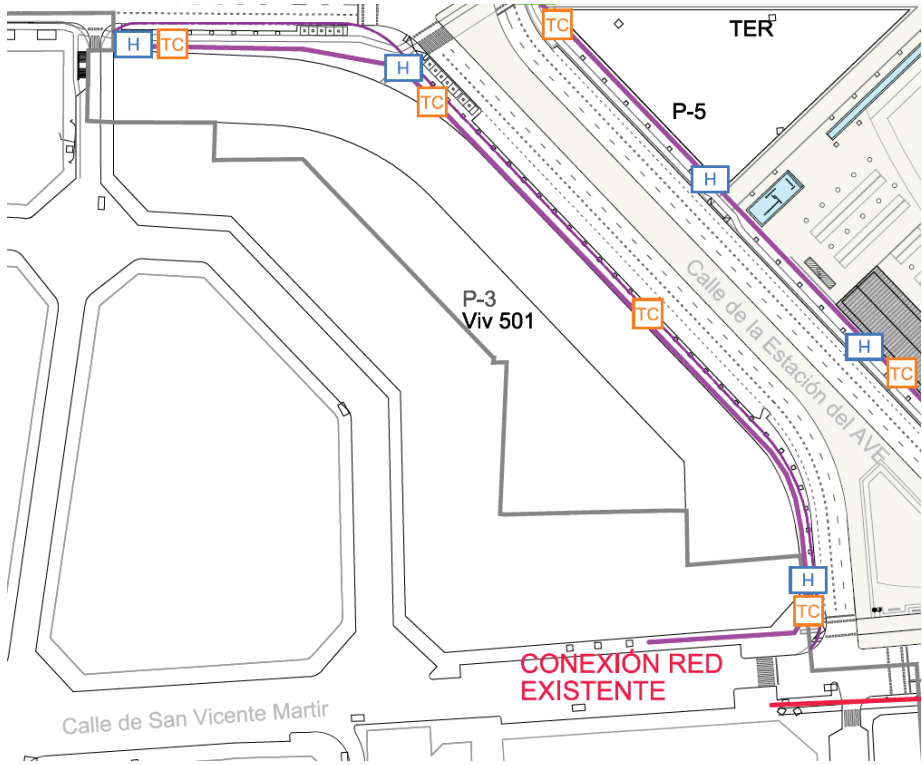 TC
TER
H
TC
H
TC
P-5
H
Calle de la Estación del AVE
P-3
Viv 501
TC
H
TC
H
TC
CONEXIÓN RED
EXISTENTE
Calle de San Vicente Martir